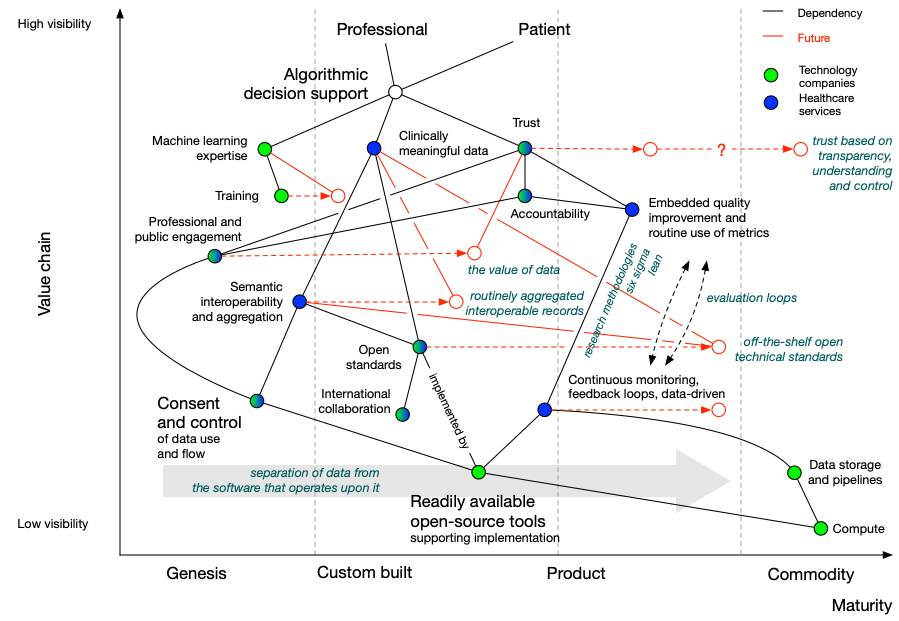 High visibility
Professional
Patient
Dependency
Future
Technology
companies
Healthcare
services
Algorithmic
decision support
Machine learning
expertise
Clinically
meaningful data
Trust
?
trust based on
transparency,
understanding
and control
Training
Accountability
Embedded quality
improvement and
routine use of metrics
Professional and
public engagement
Value chain
the value of data
research methodologies
six sigma
lean
Semantic
interoperability
and aggregation
routinely aggregated
interoperable records
evaluation loops
Open
standards
off-the-shelf open
technical standards
implemented by
International
collaboration
Continuous monitoring,
feedback loops, data-driven
Consent
and control
of data use
and flow
separation of data from
the software that operates upon it
Data storage
and pipelines
Readily available
open-source tools
supporting implementation
Low visibility
Compute
Genesis
Custom built
Product
Commodity
Maturity